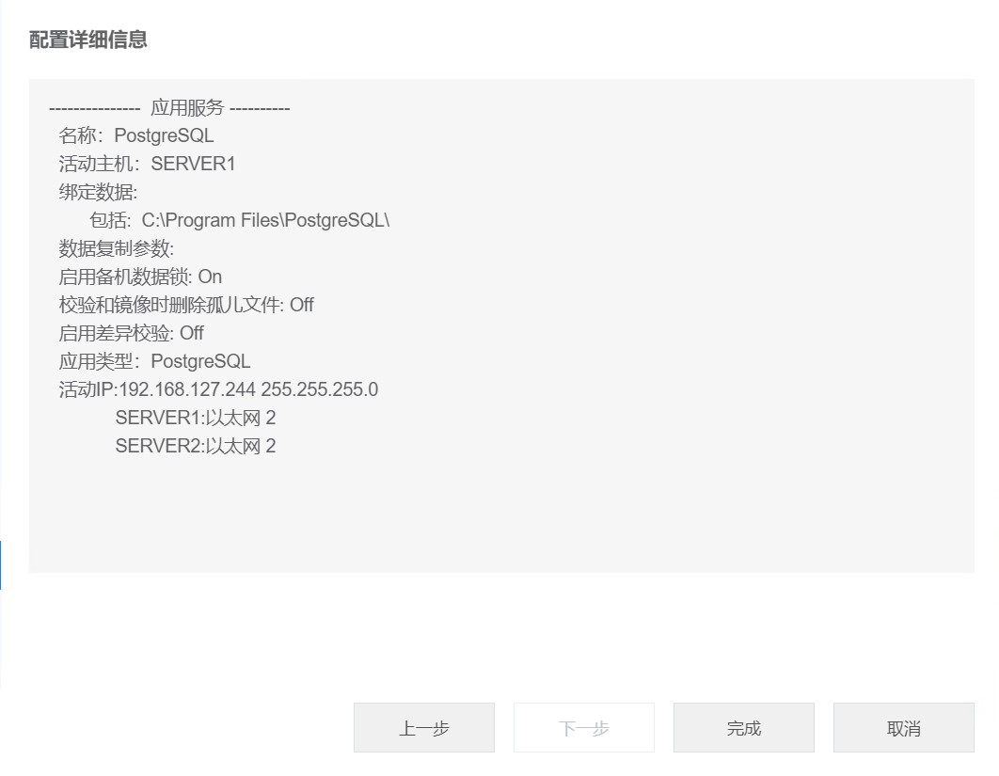 配置详细信息
--------------- 应用服务 ----------
名称：PostgreSQL
活动主机：SERVER1
绑定数据:
包括: C:\Program Files\PostgreSQL\
数据复制参数:
启用备机数据锁: On
校验和镜像时删除孤儿文件: Off
启用差异校验: Off
应用类型：PostgreSQL
活动IP:192.168.127.244 255.255.255.0
SERVER1:以太网 2
SERVER2:以太网 2
上一步 下一步 完成 取消